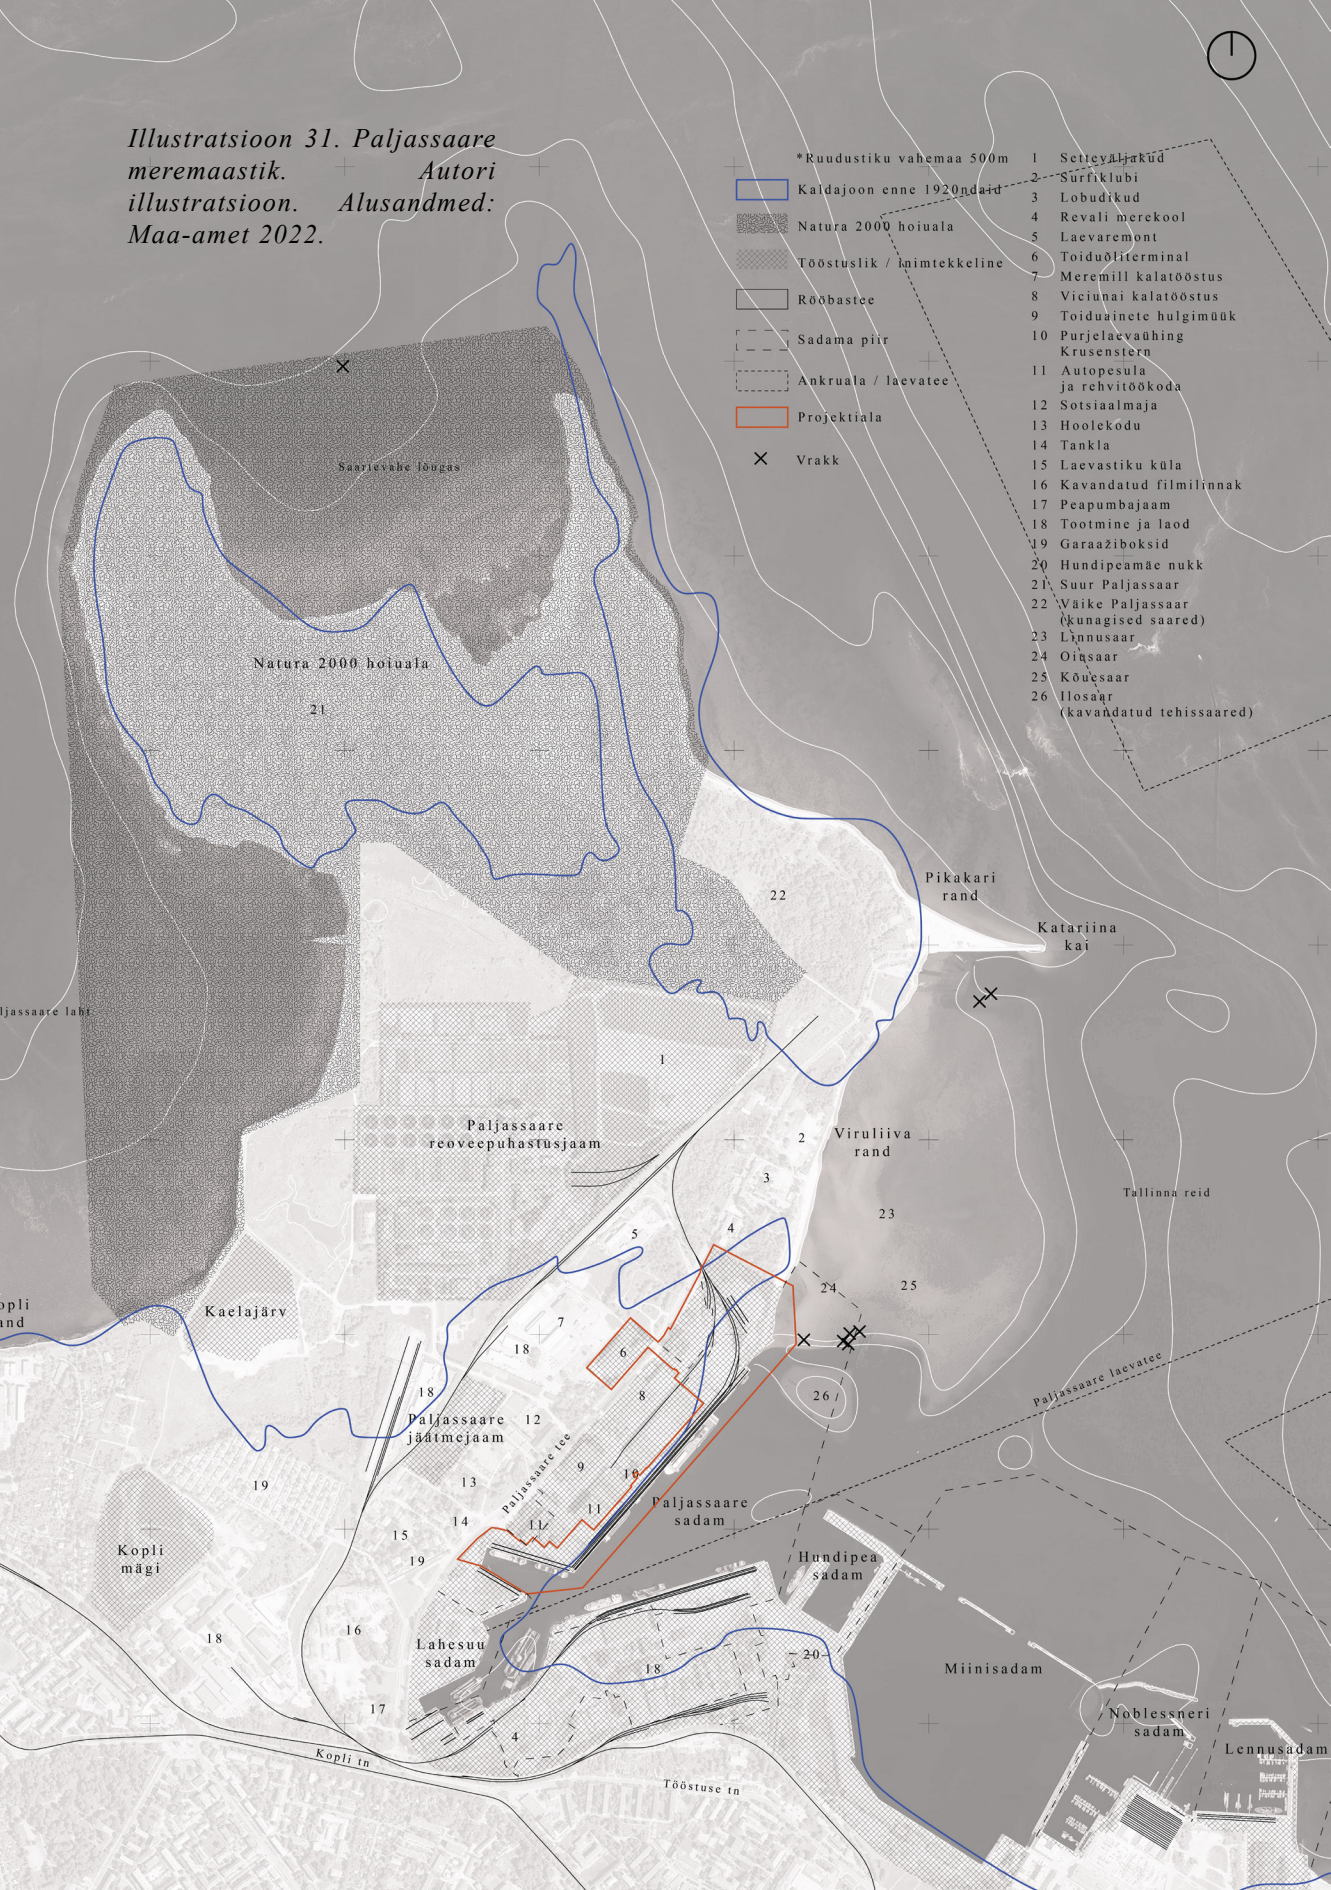 Illustratsioon 31. Paljassaare
meremaastik. Autori
illustratsioon. Alusandmed:
Maa-amet 2022.
*Ruudustiku vahemaa 500m
Kaldajoon enne 1920ndaid
Natura 2000 hoiuala
Tööstuslik / inimtekkeline
Rööbastee
Sadama piir
Ankruala / laevatee
Projektiala
Vrakk
1 Setteväljakud
2 Surfiklubi
3 Lobudikud
4 Revali merekool
5 Laevaremont
6 Toiduõliterminal
7 Meremill kalatööstus
8 Viciunai kalatööstus
9 Toiduainete hulgimüük
10 Purjelaevaühing
Krusenstern
11 Autopesula
ja rehvitöökoda
12 Sotsiaalmaja
13 Hoolekodu
14 Tankla
15 Laevastiku küla
16 Kavandatud filmilinnak
17 Peapumbajaam
18 Tootmine ja laod
19 Garaažiboksid
20 Hundipeamäe nukk
21 Suur Paljassaar
22 Väike Paljassaar
(kunagised saared)
23 Linnusaar
24 Oiusaar
25 Kõuesaar
26 Ilosaar
(kavandatud tehissaared)
Saartevahe lõugas
Natura 2000 hoiuala
21
22
Pikakari
rand
Katariina
kai
ljassaare laht
1
Paljassaare
reoveepuhastusjaam
2
Viruliiva
rand
3
Tallinna reid
23
4
5
24
25
opli
and
Kaelajärv
7
18
6
Paljassaare laevatee
18
8
26
Paljassaare
jäätmejaam
12
Paljassaare tee
9
10
13
19
Paljassaare
sadam
11
11
14
15
19
Kopli
mägi
Hundipea
sadam
16
18
Lahesuu
sadam
20
18
Miinisadam
17
Noblessneri
sadam
4
Lennusadam
Kopli tn
Tööstuse tn